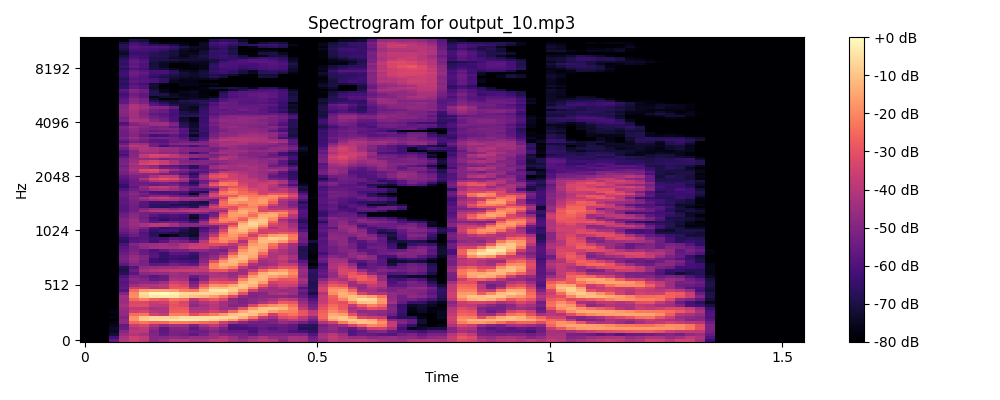 Spectrogram for output_10.mp3
8192
4096
2048
1024
512
0
Hz
0
0.5
1
1.5
Time
+0 dB
-10 dB
-20 dB
-30 dB
-40 dB
-50 dB
-60 dB
-70 dB
-80 dB